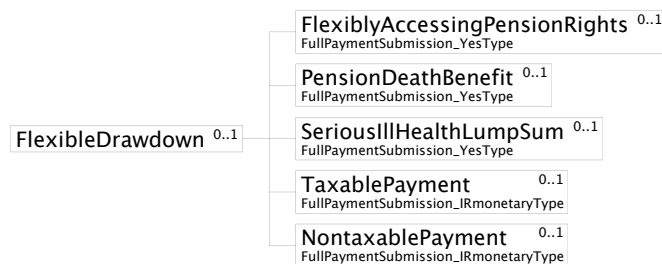 FlexiblyAccessingPensionRights 0..1
FullPaymentSubmission_YesType
PensionDeathBenefit 0..1
FullPaymentSubmission_YesType
FlexibleDrawdown 0..1
SeriousIllHealthLumpSum 0..1
FullPaymentSubmission_YesType
TaxablePayment 0..1
FullPaymentSubmission_IRmonetaryType
NontaxablePayment 0..1
FullPaymentSubmission_IRmonetaryType